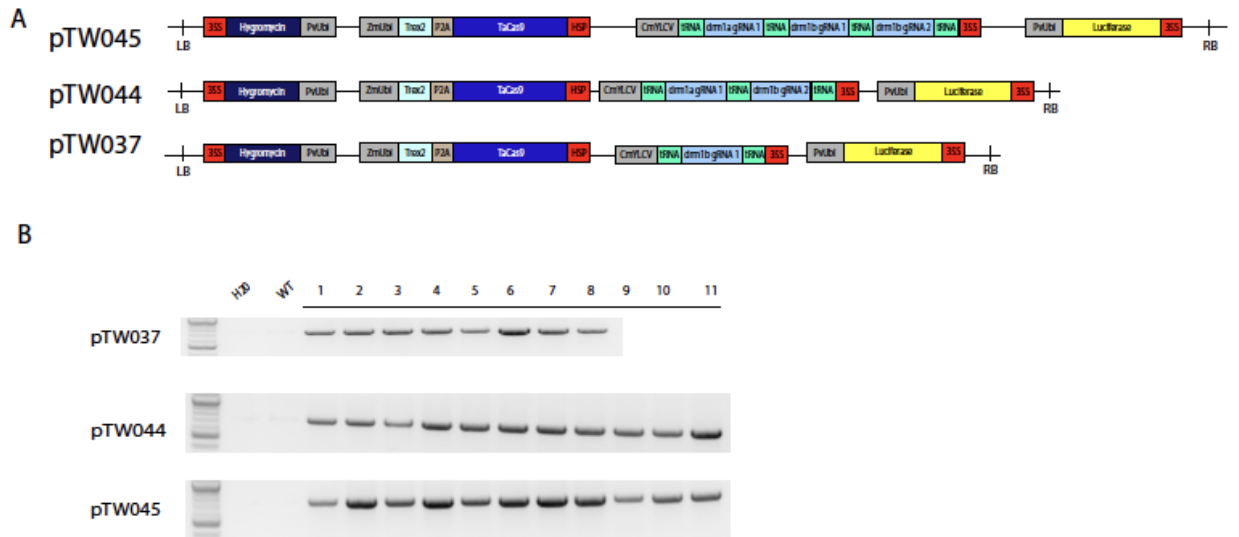 A
pTW045
35S Hygromycin PvUbi ZmUbi Trex2 P2A TaCas9 HSP CmYLCV tRNA drm1a gRNA 1 tRNA drm1b gRNA 1 tRNA drm1b gRNA 2 tRNA 35S PvUbi Luciferase 35S
LB RB
pTW044
35S Hygromycin PvUbi ZmUbi Trex2 P2A TaCas9 HSP CmYLCV tRNA drm1a gRNA 1 tRNA drm1b gRNA 2 tRNA 35S PvUbi Luciferase 35S
LB RB
pTW037
35S Hygromycin PvUbi ZmUbi Trex2 P2A TaCas9 HSP CmYLCV tRNA drm1b gRNA 1 tRNA 35S PvUbi Luciferase 35S
LB RB
B
H20 WT 1 2 3 4 5 6 7 8 9 10 11
pTW037
pTW044
pTW045